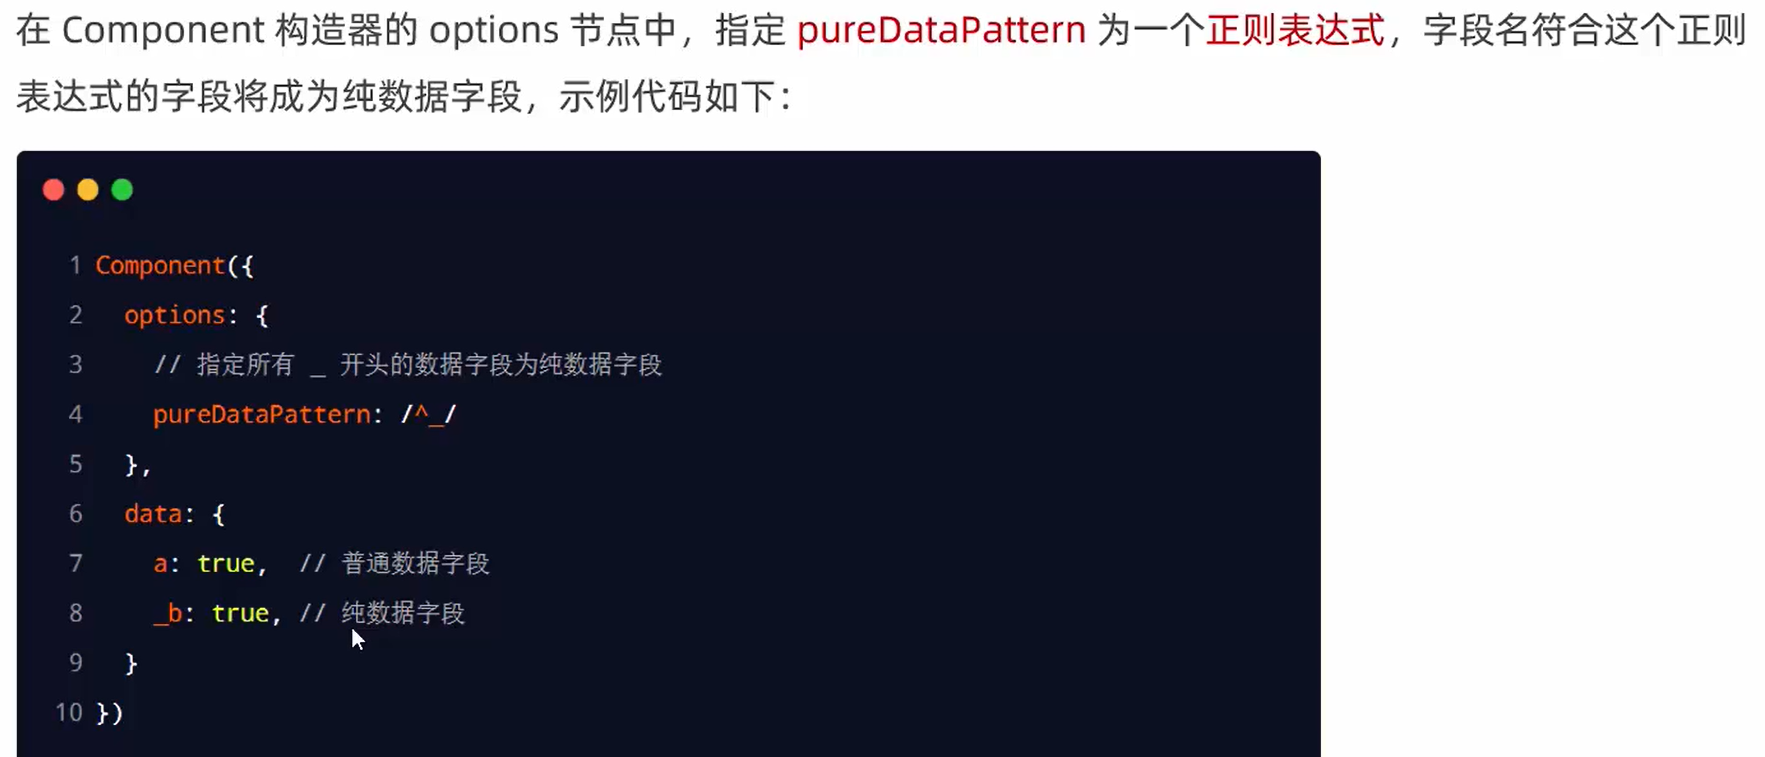 在 Component 构造器的 options 节点中，指定 pureDataPattern 为一个正则表达式，字段名符合这个正则
表达式的字段将成为纯数据字段，示例代码如下：
1 Component({
2   options: {
3     // 指定所有 _ 开头的数据字段为纯数据字段
4     pureDataPattern: /^_/
5   },
6   data: {
7     a: true,  // 普通数据字段
8     _b: true, // 纯数据字段
9   }
10 })